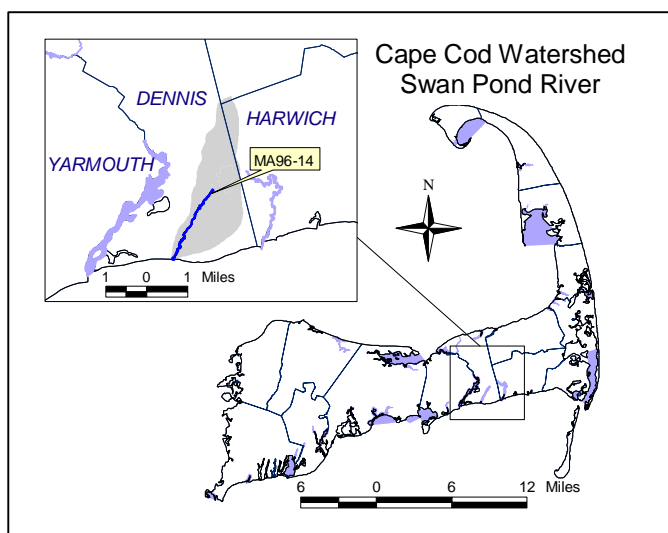 Cape Cod Watershed
Swan Pond River
DENNIS
HARWICH
YARMOUTH
MA96-14
N
1 0 1 Miles
6 0 6 12 Miles